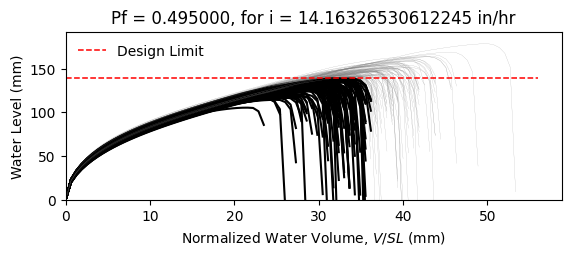 Pf = 0.495000, for i = 14.16326530612245 in/hr
Design Limit
Water Level (mm)
150
100
50
0
0 10 20 30 40 50
Normalized Water Volume, V/SL (mm)